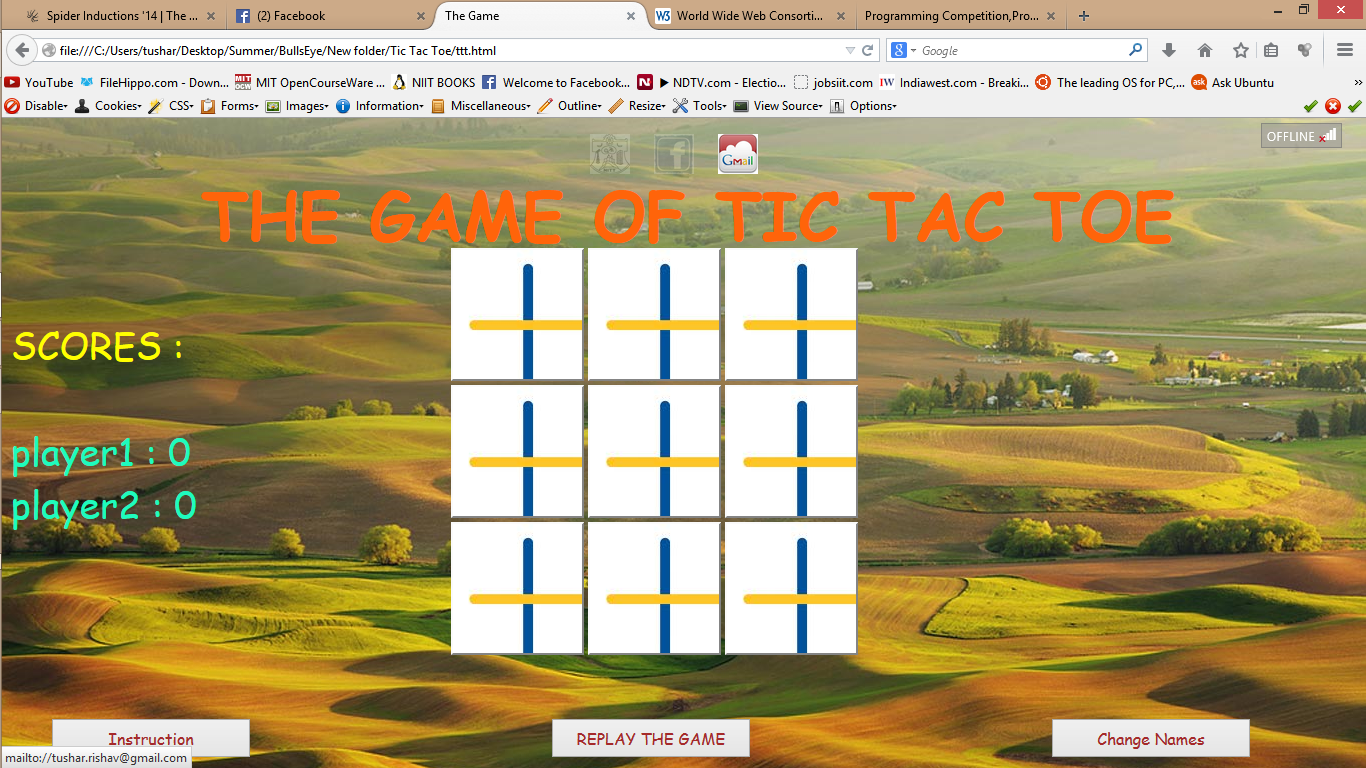 Spider Inductions '14 | The ...
(2) Facebook
The Game
World Wide Web Consorti...
Programming Competition,Pro...
file:///C:/Users/tushar/Desktop/Summer/BullsEye/New folder/Tic Tac Toe/ttt.html
Google
YouTube
FileHippo.com - Down...
MIT OpenCourseWare ...
NIIT BOOKS
Welcome to Facebook...
▶ NDTV.com - Electio...
jobsiit.com
Indiawest.com - Breaki...
The leading OS for PC,...
Ask Ubuntu
Disable
Cookies
CSS
Forms
Images
Information
Miscellaneous
Outline
Resize
Tools
View Source
Options
OFFLINE
Gmail
THE GAME OF TIC TAC TOE
SCORES :
player1 : 0
player2 : 0
Instruction
REPLAY THE GAME
Change Names
mailto://tushar.rishav@gmail.com